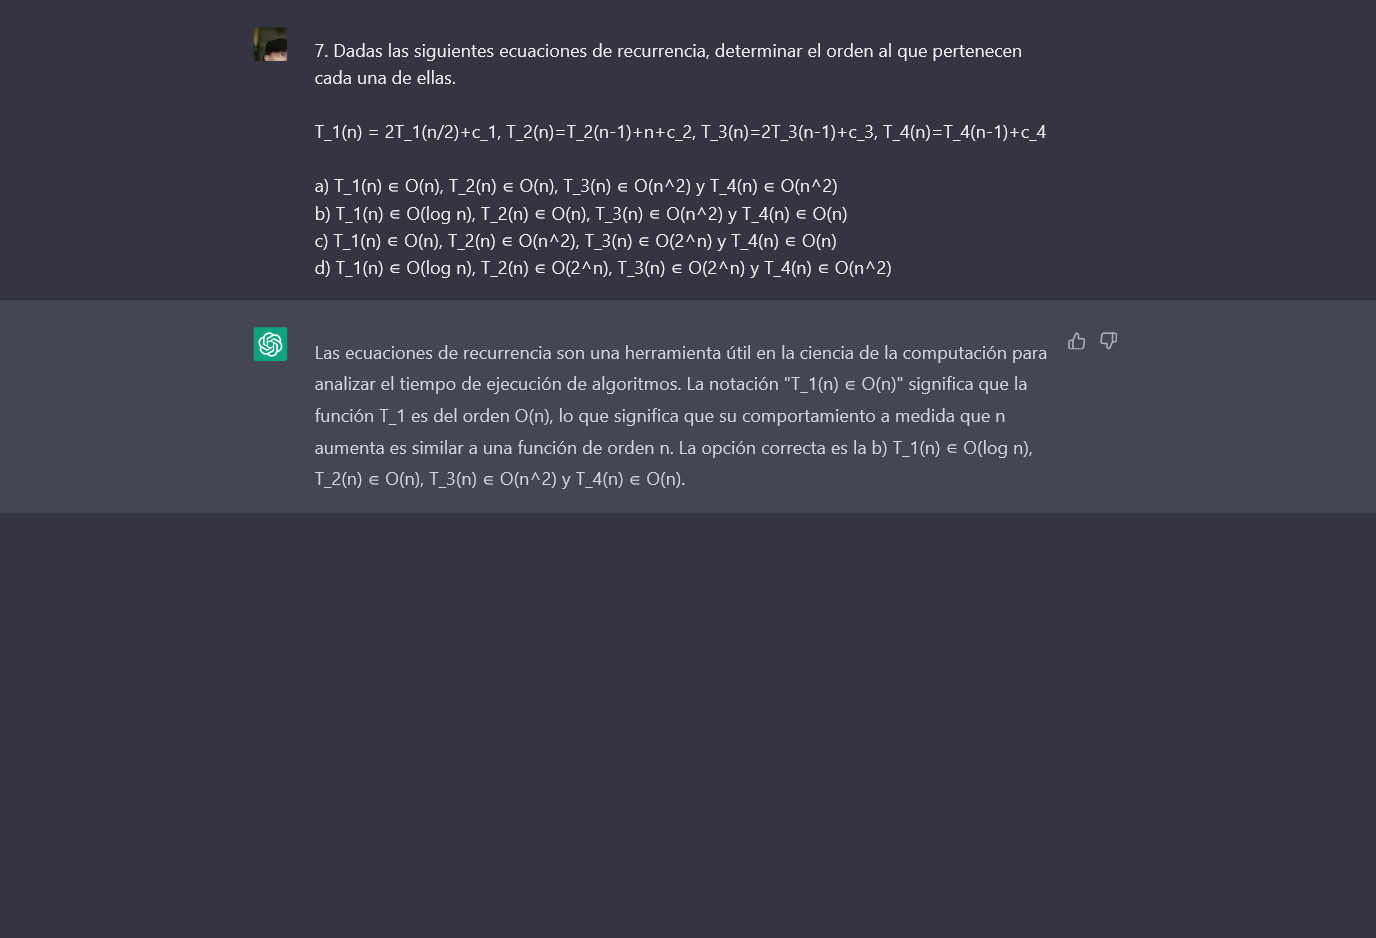 7. Dadas las siguientes ecuaciones de recurrencia, determinar el orden al que pertenecen
cada una de ellas.
T_1(n) = 2T_1(n/2)+c_1, T_2(n)=T_2(n-1)+n+c_2, T_3(n)=2T_3(n-1)+c_3, T_4(n)=T_4(n-1)+c_4
a) T_1(n) ∈ O(n), T_2(n) ∈ O(n), T_3(n) ∈ O(n^2) y T_4(n) ∈ O(n^2)
b) T_1(n) ∈ O(log n), T_2(n) ∈ O(n), T_3(n) ∈ O(n^2) y T_4(n) ∈ O(n)
c) T_1(n) ∈ O(n), T_2(n) ∈ O(n^2), T_3(n) ∈ O(2^n) y T_4(n) ∈ O(n)
d) T_1(n) ∈ O(log n), T_2(n) ∈ O(2^n), T_3(n) ∈ O(2^n) y T_4(n) ∈ O(n^2)
Las ecuaciones de recurrencia son una herramienta útil en la ciencia de la computación para
analizar el tiempo de ejecución de algoritmos. La notación "T_1(n) ∈ O(n)" significa que la
función T_1 es del orden O(n), lo que significa que su comportamiento a medida que n
aumenta es similar a una función de orden n. La opción correcta es la b) T_1(n) ∈ O(log n),
T_2(n) ∈ O(n), T_3(n) ∈ O(n^2) y T_4(n) ∈ O(n).